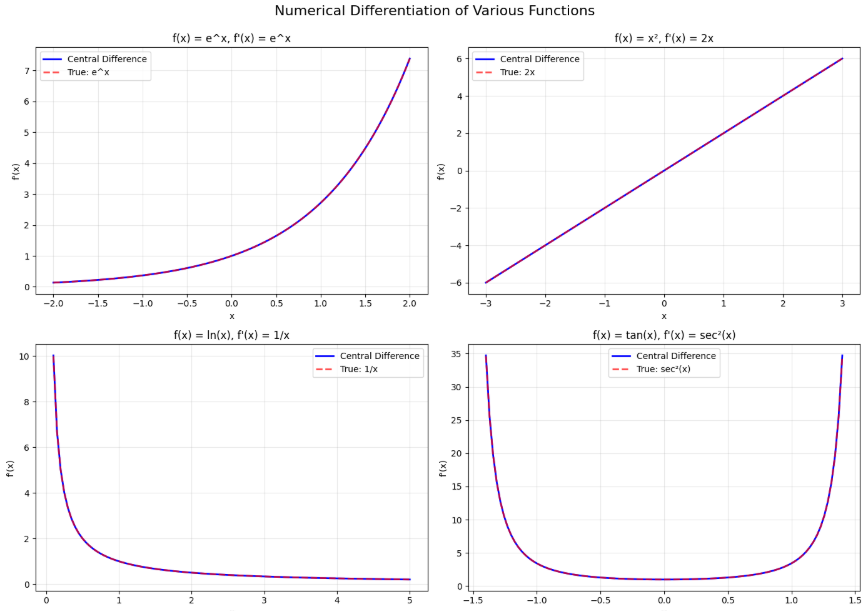 Numerical Differentiation of Various Functions
f(x) = e^x, f'(x) = e^x
Central Difference
True: e^x
7
6
5
4
3
2
1
0
f'(x)
−2.0 −1.5 −1.0 −0.5 0.0 0.5 1.0 1.5 2.0
x
f(x) = x², f'(x) = 2x
Central Difference
True: 2x
6
4
2
0
−2
−4
−6
f'(x)
−3 −2 −1 0 1 2 3
x
f(x) = ln(x), f'(x) = 1/x
Central Difference
True: 1/x
10
8
6
4
2
0
f'(x)
0 1 2 3 4 5
f(x) = tan(x), f'(x) = sec²(x)
Central Difference
True: sec²(x)
35
30
25
20
15
10
5
0
f'(x)
−1.5 −1.0 −0.5 0.0 0.5 1.0 1.5